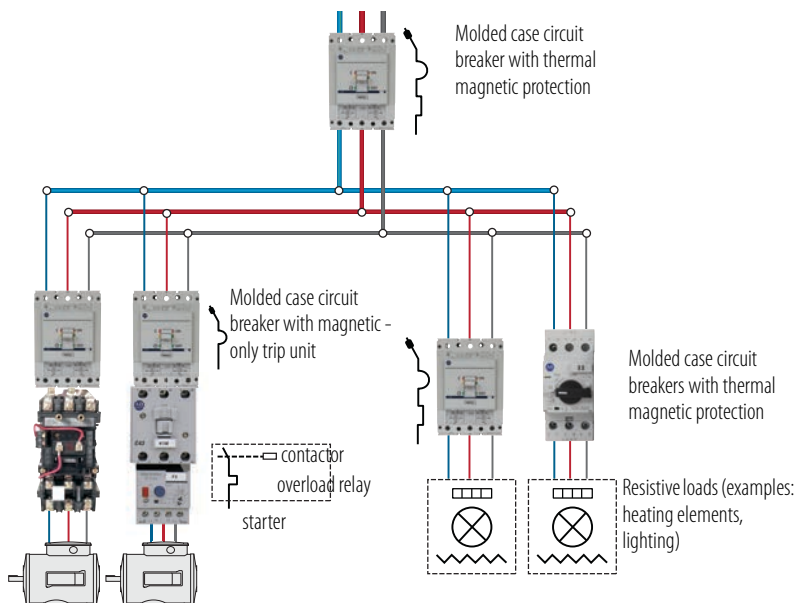 Molded case circuit
breaker with thermal
magnetic protection
Molded case circuit
breaker with magnetic -
only trip unit
Molded case circuit
breakers with thermal
magnetic protection
contactor
overload relay
starter
Resistive loads (examples:
heating elements,
lighting)